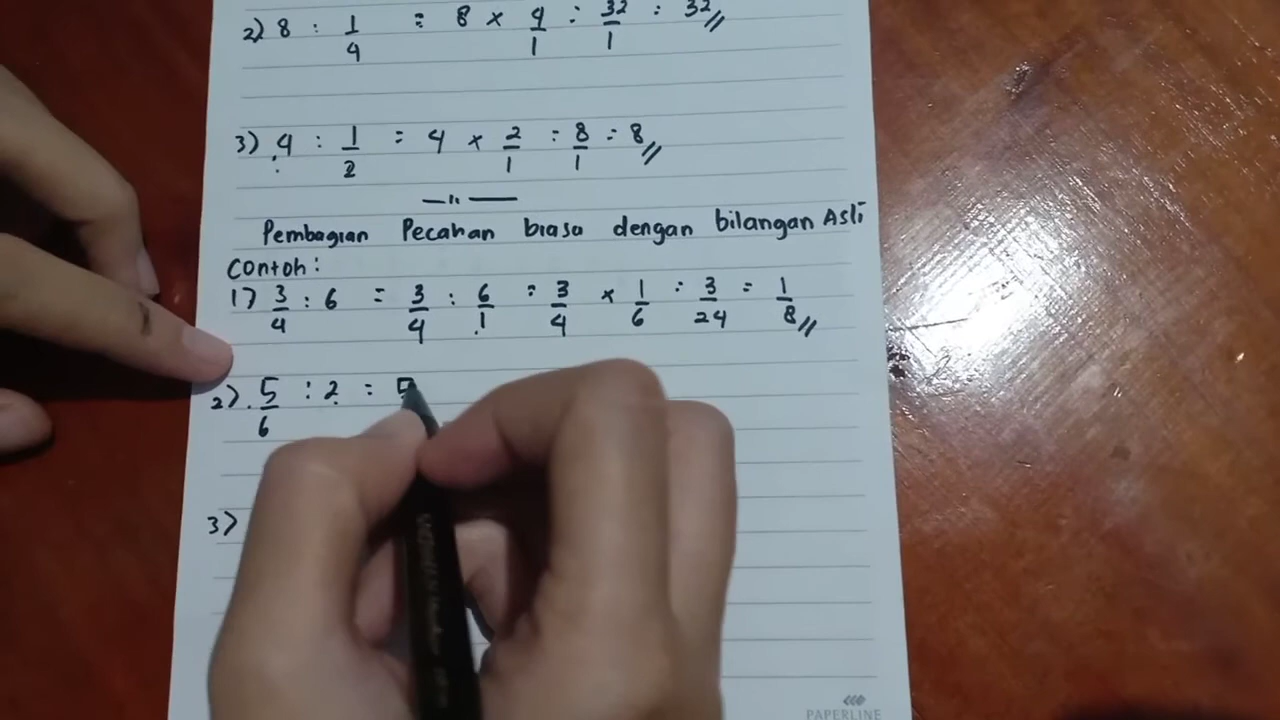 2) 8 : 1/4 = 8 × 4/1 : 32/1 : 32 //
3) 4 : 1/2 = 4 × 2/1 = 8/1 = 8 //
Pembagian Pecahan biasa dengan bilangan Asli
Contoh :
1) 3/4 : 6 = 3/4 : 6/1 = 3/4 × 1/6 = 3/24 = 1/8 //
2) 5/6 : 2 = 5
3)
PAPERLINE